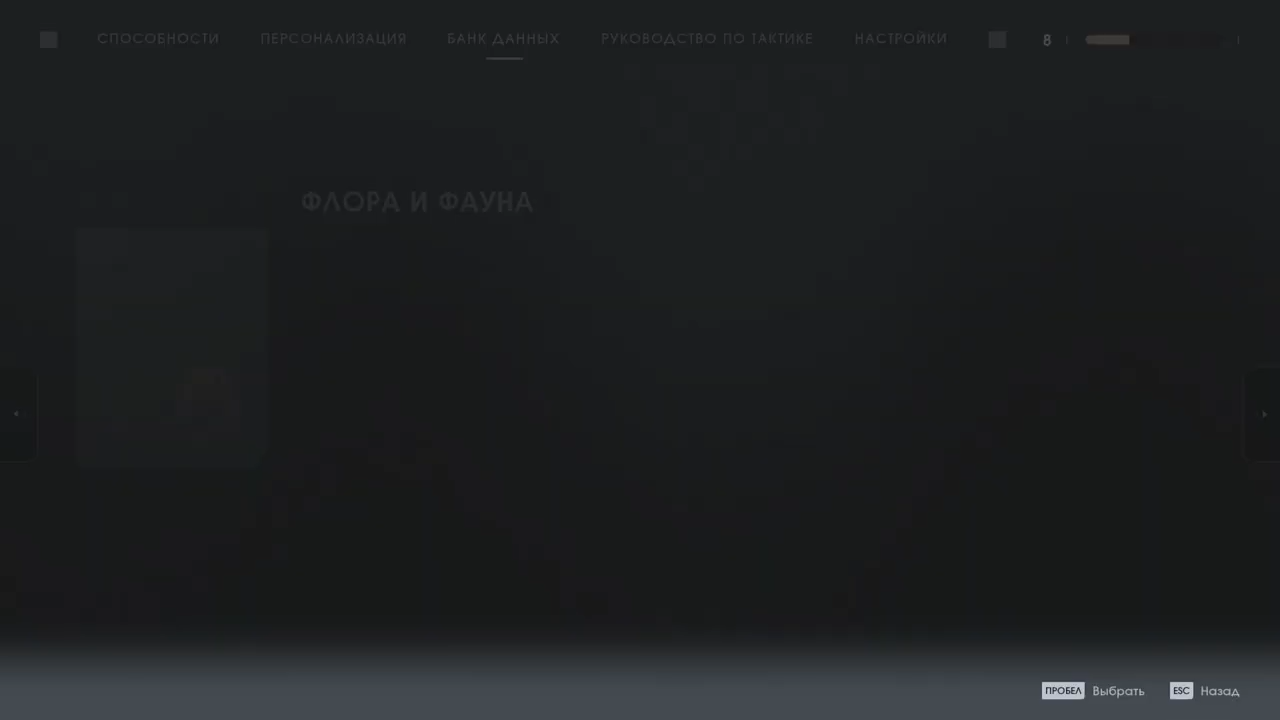 СПОСОБНОСТИ ПЕРСОНАЛИЗАЦИЯ БАНК ДАННЫХ РУКОВОДСТВО ПО ТАКТИКЕ НАСТРОЙКИ 8
ФЛОРА И ФАУНА
ПРОБЕЛ Выбрать ESC Назад